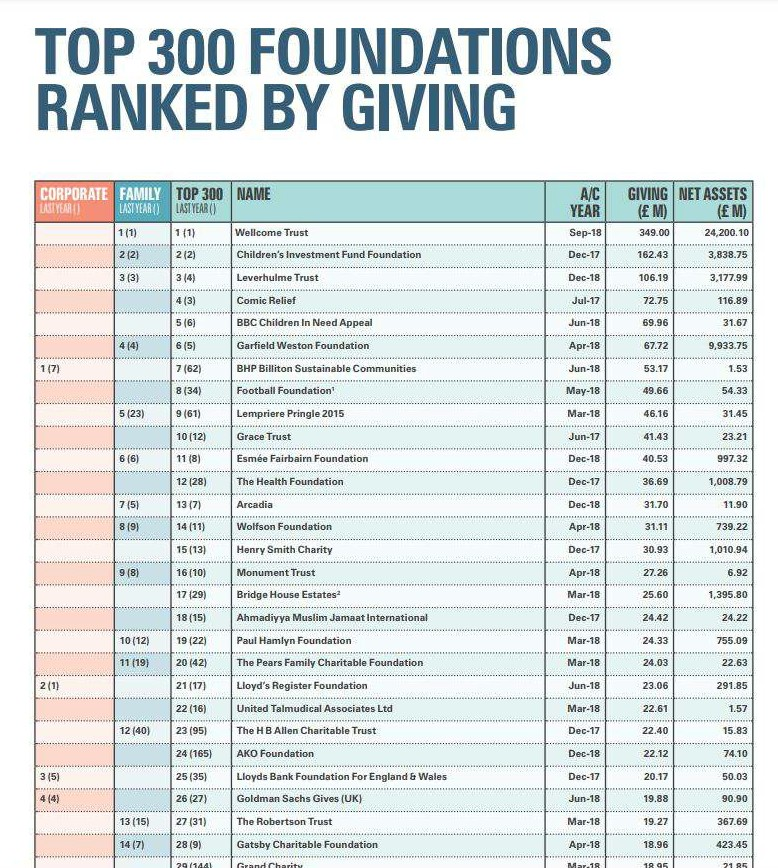 TOP 300 FOUNDATIONS
RANKED BY GIVING
CORPORATE FAMILY TOP 300 NAME A/C GIVING NET ASSETS
LAST YEAR ( ) LAST YEAR ( ) LAST YEAR ( ) YEAR (£ M) (£ M)
1 (1) 1 (1) Wellcome Trust Sep-18 349.00 24,200.10
2 (2) 2 (2) Children's Investment Fund Foundation Dec-17 162.43 3,838.75
3 (3) 3 (4) Leverhulme Trust Dec-18 106.19 3,177.99
4 (3) Comic Relief Jul-17 72.75 116.89
5 (6) BBC Children In Need Appeal Jun-18 69.96 31.67
4 (4) 6 (5) Garfield Weston Foundation Apr-18 67.72 9,933.75
1 (7) 7 (62) BHP Billiton Sustainable Communities Jun-18 53.17 1.53
8 (34) Football Foundation¹ May-18 49.66 54.33
5 (23) 9 (61) Lempriere Pringle 2015 Mar-18 46.16 31.45
10 (12) Grace Trust Jun-17 41.43 23.21
6 (6) 11 (8) Esmée Fairbairn Foundation Dec-18 40.53 997.32
12 (28) The Health Foundation Dec-17 36.69 1,008.79
7 (5) 13 (7) Arcadia Dec-18 31.70 11.90
8 (9) 14 (11) Wolfson Foundation Apr-18 31.11 739.22
15 (13) Henry Smith Charity Dec-17 30.93 1,010.94
9 (8) 16 (10) Monument Trust Apr-18 27.26 6.92
17 (29) Bridge House Estates² Mar-18 25.60 1,395.80
18 (15) Ahmadiyya Muslim Jamaat International Dec-17 24.42 24.22
10 (12) 19 (22) Paul Hamlyn Foundation Mar-18 24.33 755.09
11 (19) 20 (42) The Pears Family Charitable Foundation Mar-18 24.03 22.63
2 (1) 21 (17) Lloyd's Register Foundation Jun-18 23.06 291.85
22 (16) United Talmudical Associates Ltd Mar-18 22.61 1.57
12 (40) 23 (95) The H B Allen Charitable Trust Dec-17 22.40 15.83
24 (165) AKO Foundation Dec-18 22.12 74.10
3 (5) 25 (35) Lloyds Bank Foundation For England & Wales Dec-17 20.17 50.03
4 (4) 26 (27) Goldman Sachs Gives (UK) Jun-18 19.88 90.90
13 (15) 27 (31) The Robertson Trust Mar-18 19.27 367.69
14 (7) 28 (9) Gatsby Charitable Foundation Apr-18 18.96 423.45
29 (144) Grand Charity Mar-18 18.95 21.85